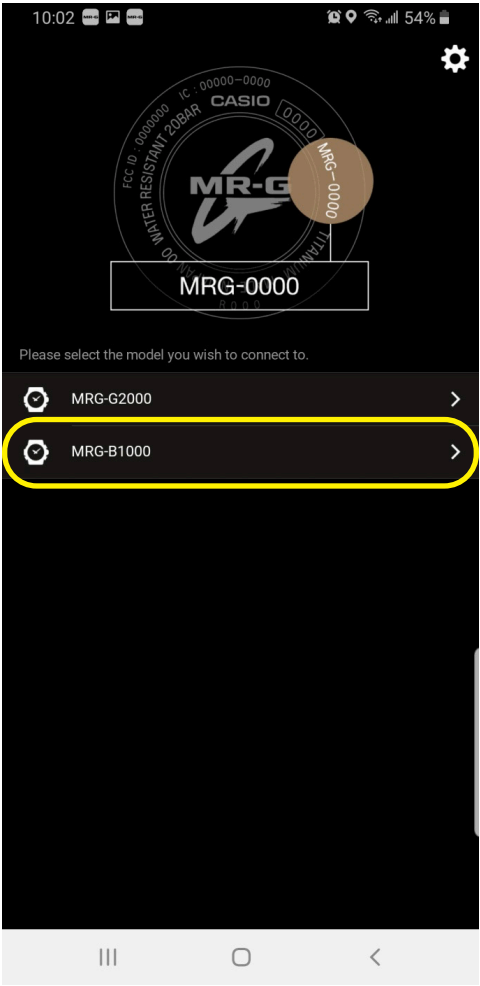 10:02 54%
FCC ID : 0000000 IC : 00000-0000
CASIO
0000
WATER RESISTANT 20BAR
MRG-0000
MR-G
TITANIUM
MRG-0000
R000
Please select the model you wish to connect to.
MRG-G2000
MRG-B1000